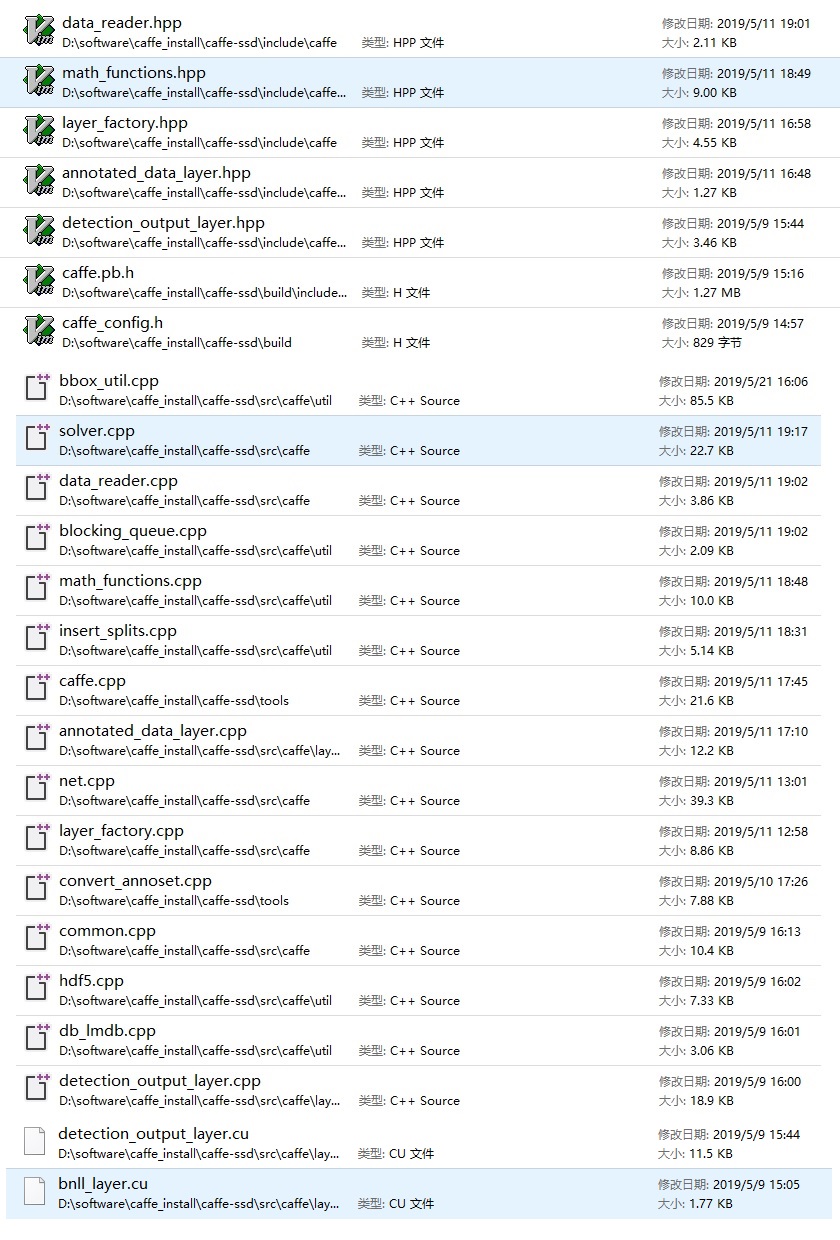 data_reader.hpp 修改日期: 2019/5/11 19:01
D:\software\caffe_install\caffe-ssd\include\caffe 类型: HPP 文件 大小: 2.11 KB
math_functions.hpp 修改日期: 2019/5/11 18:49
D:\software\caffe_install\caffe-ssd\include\caffe... 类型: HPP 文件 大小: 9.00 KB
layer_factory.hpp 修改日期: 2019/5/11 16:58
D:\software\caffe_install\caffe-ssd\include\caffe 类型: HPP 文件 大小: 4.55 KB
annotated_data_layer.hpp 修改日期: 2019/5/11 16:48
D:\software\caffe_install\caffe-ssd\include\caffe... 类型: HPP 文件 大小: 1.27 KB
detection_output_layer.hpp 修改日期: 2019/5/9 15:44
D:\software\caffe_install\caffe-ssd\include\caffe... 类型: HPP 文件 大小: 3.46 KB
caffe.pb.h 修改日期: 2019/5/9 15:16
D:\software\caffe_install\caffe-ssd\build\include... 类型: H 文件 大小: 1.27 MB
caffe_config.h 修改日期: 2019/5/9 14:57
D:\software\caffe_install\caffe-ssd\build 类型: H 文件 大小: 829 字节
bbox_util.cpp 修改日期: 2019/5/21 16:06
D:\software\caffe_install\caffe-ssd\src\caffe\util 类型: C++ Source 大小: 85.5 KB
solver.cpp 修改日期: 2019/5/11 19:17
D:\software\caffe_install\caffe-ssd\src\caffe 类型: C++ Source 大小: 22.7 KB
data_reader.cpp 修改日期: 2019/5/11 19:02
D:\software\caffe_install\caffe-ssd\src\caffe 类型: C++ Source 大小: 3.86 KB
blocking_queue.cpp 修改日期: 2019/5/11 19:02
D:\software\caffe_install\caffe-ssd\src\caffe\util 类型: C++ Source 大小: 2.09 KB
math_functions.cpp 修改日期: 2019/5/11 18:48
D:\software\caffe_install\caffe-ssd\src\caffe\util 类型: C++ Source 大小: 10.0 KB
insert_splits.cpp 修改日期: 2019/5/11 18:31
D:\software\caffe_install\caffe-ssd\src\caffe\util 类型: C++ Source 大小: 5.14 KB
caffe.cpp 修改日期: 2019/5/11 17:45
D:\software\caffe_install\caffe-ssd\tools 类型: C++ Source 大小: 21.6 KB
annotated_data_layer.cpp 修改日期: 2019/5/11 17:10
D:\software\caffe_install\caffe-ssd\src\caffe\lay... 类型: C++ Source 大小: 12.2 KB
net.cpp 修改日期: 2019/5/11 13:01
D:\software\caffe_install\caffe-ssd\src\caffe 类型: C++ Source 大小: 39.3 KB
layer_factory.cpp 修改日期: 2019/5/11 12:58
D:\software\caffe_install\caffe-ssd\src\caffe 类型: C++ Source 大小: 8.86 KB
convert_annoset.cpp 修改日期: 2019/5/10 17:26
D:\software\caffe_install\caffe-ssd\tools 类型: C++ Source 大小: 7.88 KB
common.cpp 修改日期: 2019/5/9 16:13
D:\software\caffe_install\caffe-ssd\src\caffe 类型: C++ Source 大小: 10.4 KB
hdf5.cpp 修改日期: 2019/5/9 16:02
D:\software\caffe_install\caffe-ssd\src\caffe\util 类型: C++ Source 大小: 7.33 KB
db_lmdb.cpp 修改日期: 2019/5/9 16:01
D:\software\caffe_install\caffe-ssd\src\caffe\util 类型: C++ Source 大小: 3.06 KB
detection_output_layer.cpp 修改日期: 2019/5/9 16:00
D:\software\caffe_install\caffe-ssd\src\caffe\lay... 类型: C++ Source 大小: 18.9 KB
detection_output_layer.cu 修改日期: 2019/5/9 15:44
D:\software\caffe_install\caffe-ssd\src\caffe\lay... 类型: CU 文件 大小: 11.5 KB
bnll_layer.cu 修改日期: 2019/5/9 15:05
D:\software\caffe_install\caffe-ssd\src\caffe\lay... 类型: CU 文件 大小: 1.77 KB